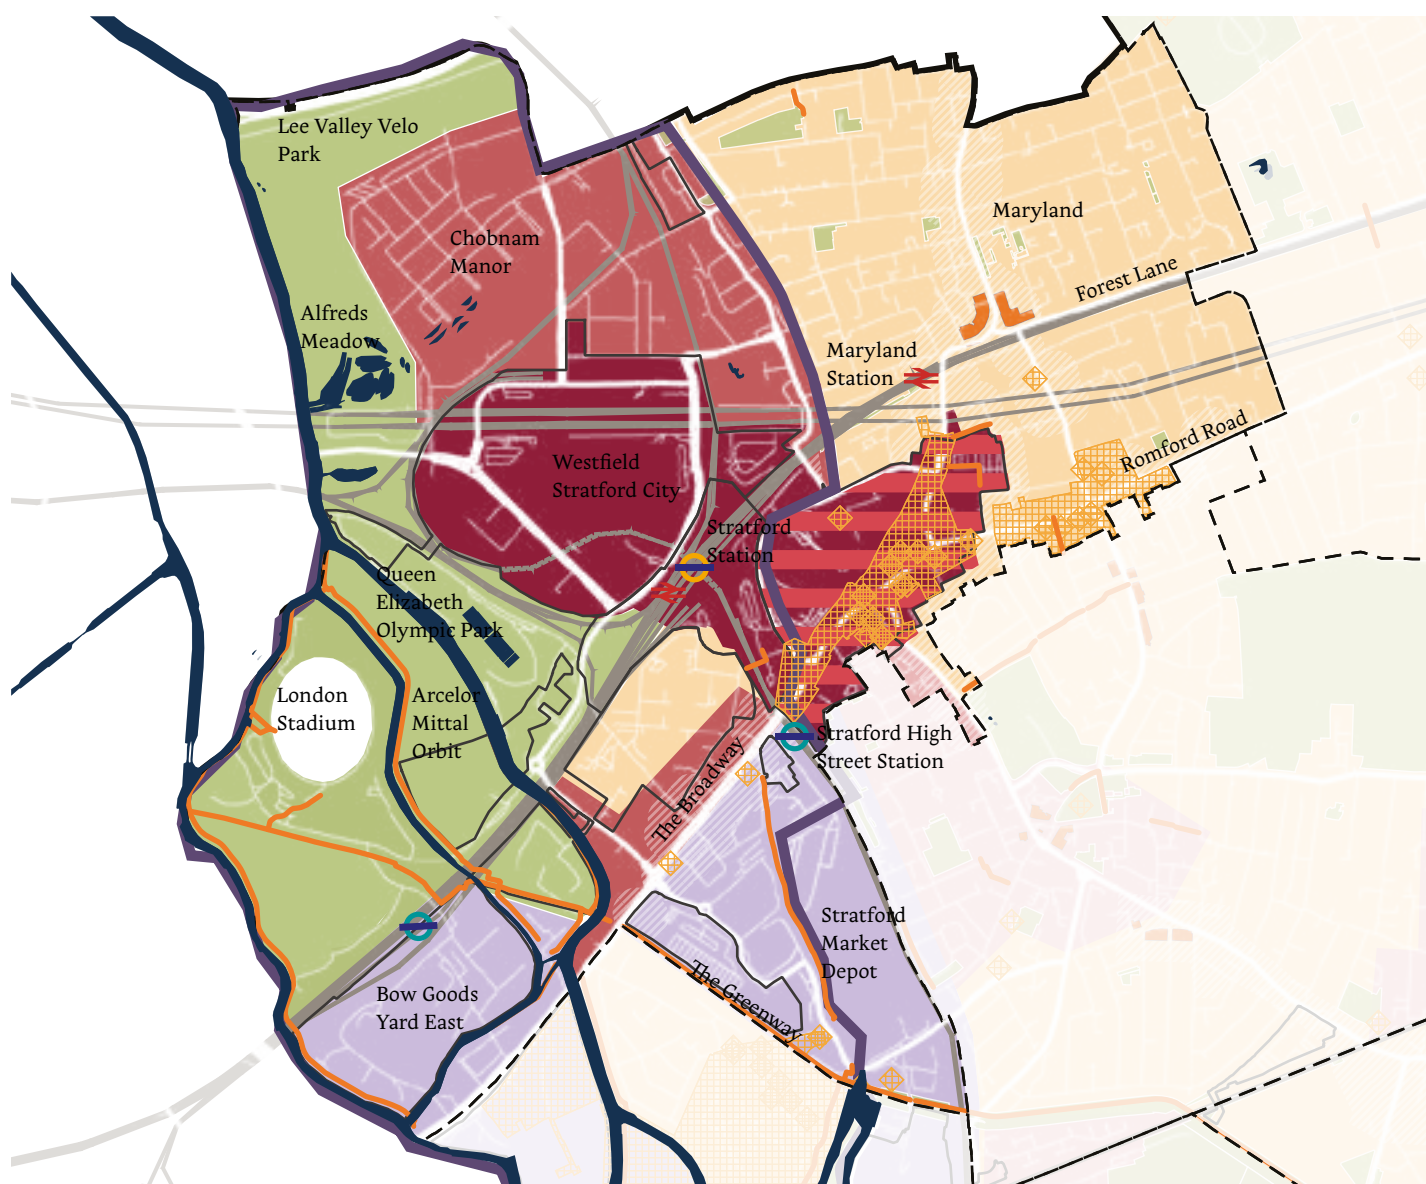 Lee Valley Velo
Park
Maryland
Chobnam
Manor
Forest Lane
Alfreds
Meadow
Maryland
Station
Romford Road
Westfield
Stratford City
Stratford
Station
Queen
Elizabeth
Olympic Park
London
Stadium
Arcelor
Mittal
Orbit
Stratford High
Street Station
The Broadway
Stratford
Market
Depot
The Greenway
Bow Goods
Yard East